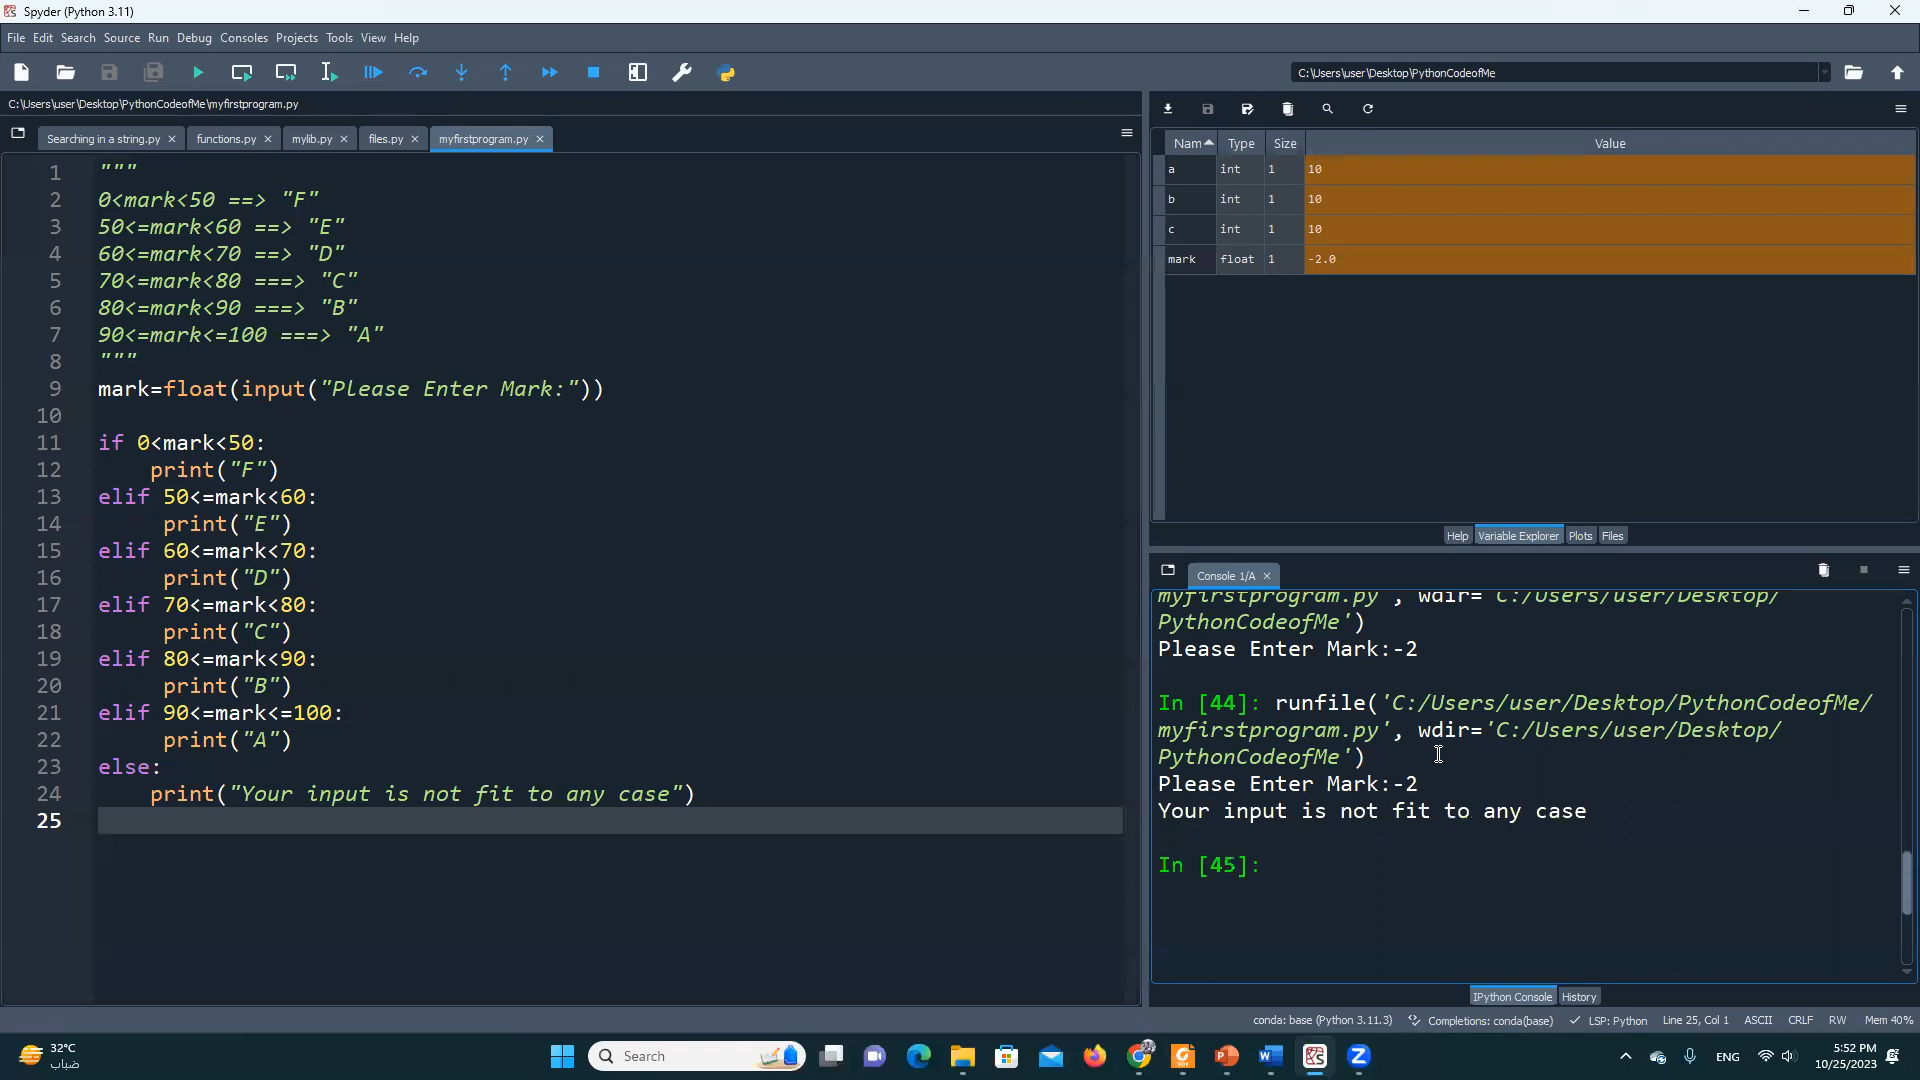 Spyder (Python 3.11)
File Edit Search Source Run Debug Consoles Projects Tools View Help
C:\Users\user\Desktop\PythonCodeofMe
C:\Users\user\Desktop\PythonCodeofMe\myfirstprogram.py
Searching in a string.py functions.py mylib.py files.py myfirstprogram.py
1 """
2 0<mark<50 ==> "F"
3 50<=mark<60 ==> "E"
4 60<=mark<70 ==> "D"
5 70<=mark<80 ===> "C"
6 80<=mark<90 ===> "B"
7 90<=mark<=100 ===> "A"
8 """
9 mark=float(input("Please Enter Mark:"))
10
11 if 0<mark<50:
12 print("F")
13 elif 50<=mark<60:
14 print("E")
15 elif 60<=mark<70:
16 print("D")
17 elif 70<=mark<80:
18 print("C")
19 elif 80<=mark<90:
20 print("B")
21 elif 90<=mark<=100:
22 print("A")
23 else:
24 print("Your input is not fit to any case")
25
Nam Type Size Value
a int 1 10
b int 1 10
c int 1 10
mark float 1 -2.0
Help Variable Explorer Plots Files
Console 1/A
myfirstprogram.py', wdir='C:/Users/user/Desktop/
PythonCodeofMe')
Please Enter Mark:-2
In [44]: runfile('C:/Users/user/Desktop/PythonCodeofMe/
myfirstprogram.py', wdir='C:/Users/user/Desktop/
PythonCodeofMe')
Please Enter Mark:-2
Your input is not fit to any case
In [45]:
IPython Console History
conda: base (Python 3.11.3) Completions: conda(base) LSP: Python Line 25, Col 1 ASCII CRLF RW Mem 40%
32°C
ضباب
Search
ENG
5:52 PM
10/25/2023